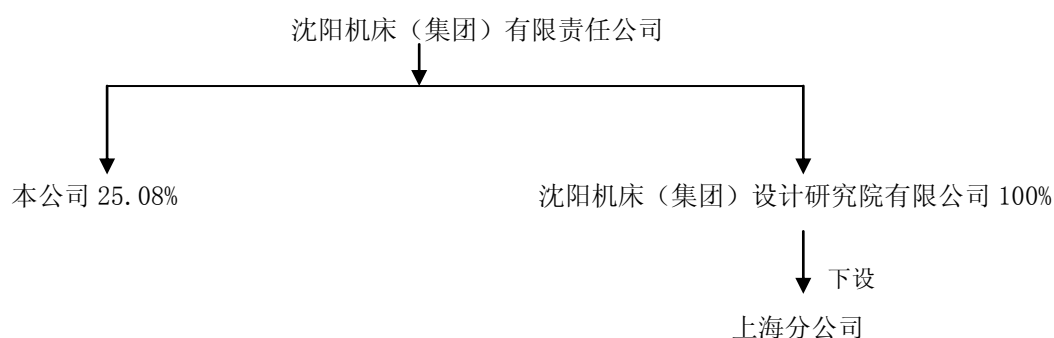 沈阳机床（集团）有限责任公司
本公司 25.08%
沈阳机床（集团）设计研究院有限公司 100%
下设
上海分公司